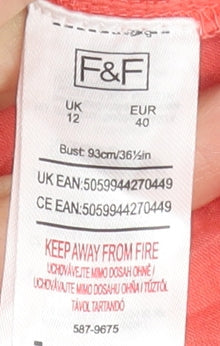 F&F
UK EUR
12 40
Bust: 93cm/36½in
UK EAN:5059944270449
CE EAN:5059944270449
KEEP AWAY FROM FIRE
UCHOVÁVEJTE MIMO DOSAH OHNĚ /
UCHOVÁVAJTE MIMO DOSAHU OHŇA / TŰZTŐL
TÁVOL TARTANDÓ
587-9675